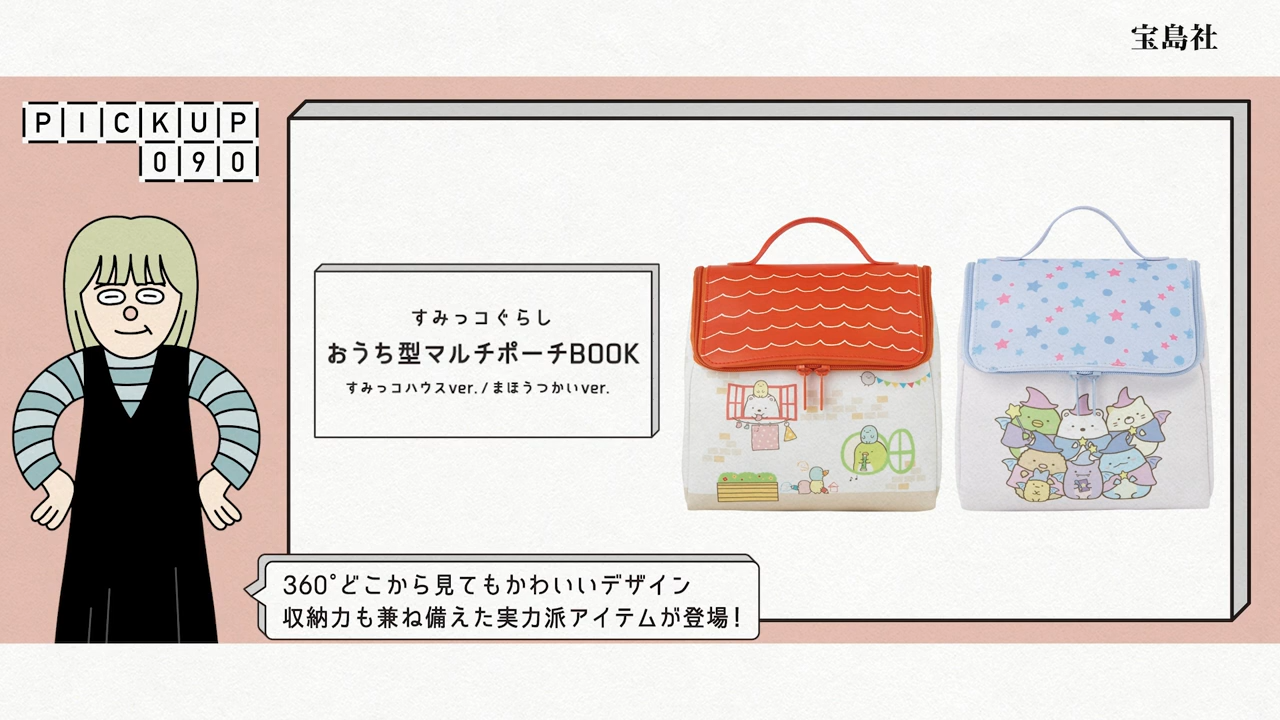 宝島社
PICKUP
090
すみっコぐらし
おうち型マルチポーチBOOK
すみっコハウスver./まほうつかいver.
360°どこから見てもかわいいデザイン
収納力も兼ね備えた実力派アイテムが登場!